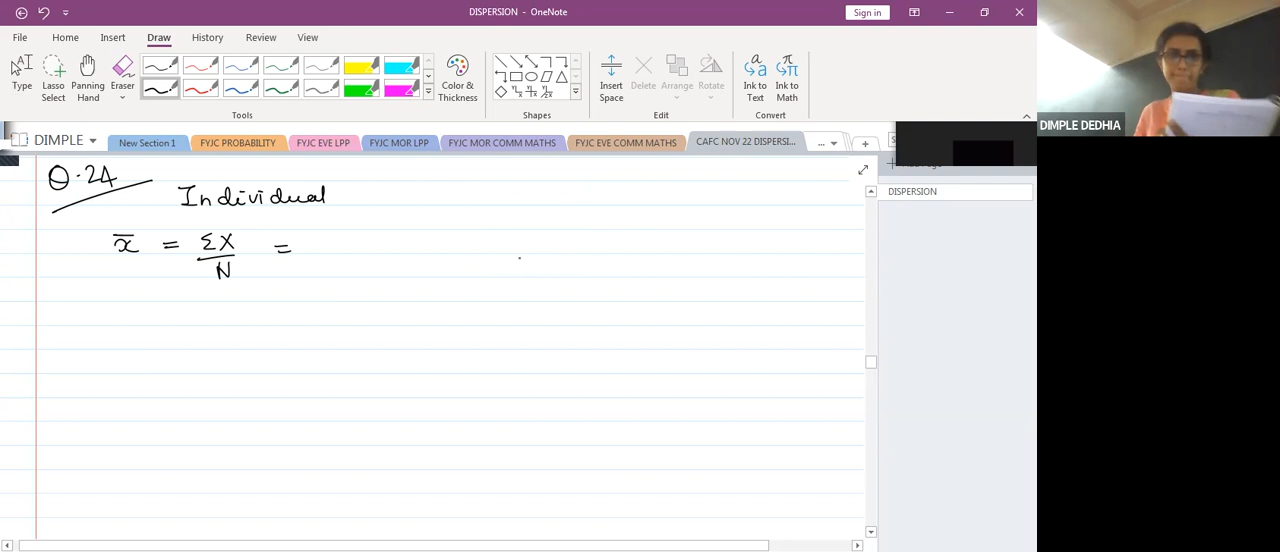 DISPERSION - OneNote
Sign in
File Home Insert Draw History Review View
Type Lasso Select Panning Hand Eraser Color & Thickness Insert Space Delete Arrange Rotate Ink to Text Ink to Math
Tools Shapes Edit Convert
DIMPLE DEDHIA
DIMPLE New Section 1 FYJC PROBABILITY FYJC EVE LPP FYJC MOR LPP FYJC MOR COMM MATHS FYJC EVE COMM MATHS CAFC NOV 22 DISPERSI... ...
DISPERSION
Q.24
Individual
x̄ = ΣX / N =